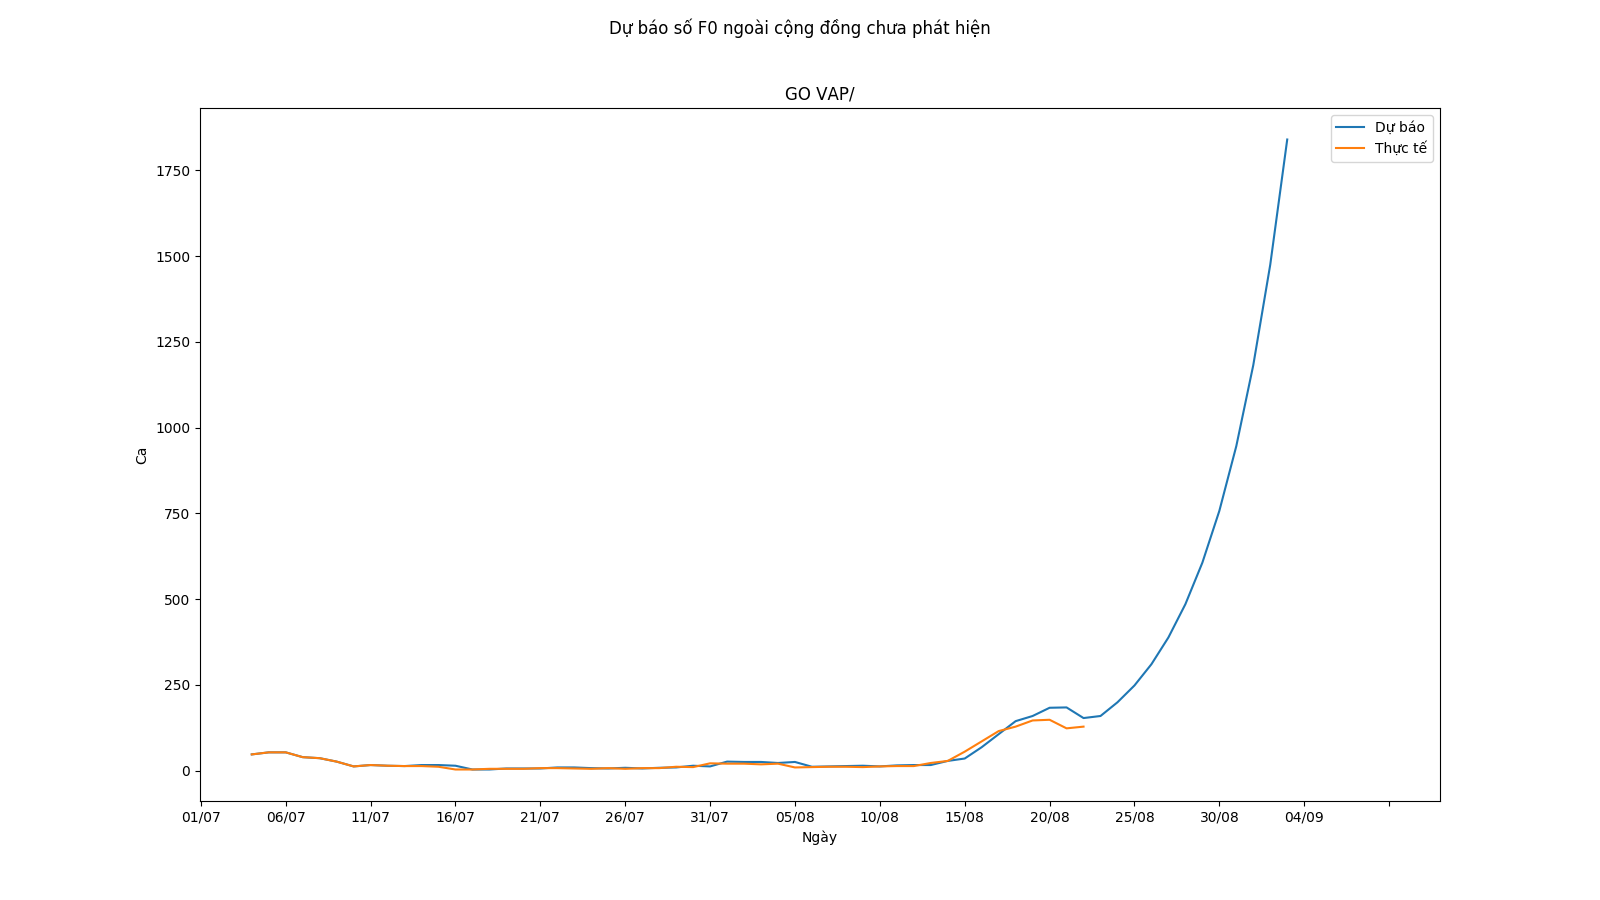 Dự báo số F0 ngoài cộng đồng chưa phát hiện
GO VAP/
Dự báo
Thực tế
1750
1500
1250
1000
750
500
250
0
Ca
01/07 06/07 11/07 16/07 21/07 26/07 31/07 05/08 10/08 15/08 20/08 25/08 30/08 04/09
Ngày